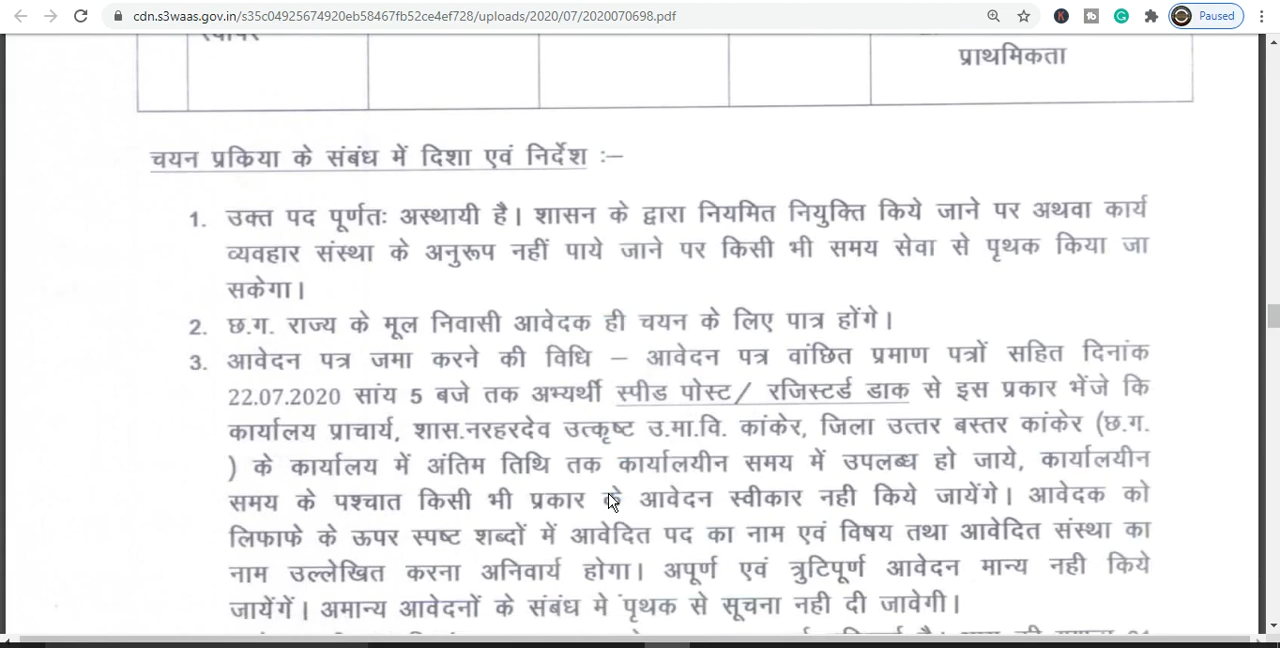 cdn.s3waas.gov.in/s35c04925674920eb58467fb52ce4ef728/uploads/2020/07/2020070698.pdf
Paused
प्राथमिकता
चयन प्रकिया के संबंध में दिशा एवं निर्देश :–
1. उक्त पद पूर्णतः अस्थायी है। शासन के द्वारा नियमित नियुक्ति किये जाने पर अथवा कार्य
व्यवहार संस्था के अनुरूप नहीं पाये जाने पर किसी भी समय सेवा से पृथक किया जा
सकेगा।
2. छ.ग. राज्य के मूल निवासी आवेदक ही चयन के लिए पात्र होंगे।
3. आवेदन पत्र जमा करने की विधि – आवेदन पत्र वांछित प्रमाण पत्रों सहित दिनांक
22.07.2020 सांय 5 बजे तक अभ्यर्थी स्पीड पोस्ट/ रजिस्टर्ड डाक से इस प्रकार भेंजे कि
कार्यालय प्राचार्य, शास.नरहरदेव उत्कृष्ट उ.मा.वि. कांकेर, जिला उत्तर बस्तर कांकेर (छ.ग.
) के कार्यालय में अंतिम तिथि तक कार्यालयीन समय में उपलब्ध हो जाये, कार्यालयीन
समय के पश्चात किसी भी प्रकार के आवेदन स्वीकार नही किये जायेंगे। आवेदक को
लिफाफे के ऊपर स्पष्ट शब्दों में आवेदित पद का नाम एवं विषय तथा आवेदित संस्था का
नाम उल्लेखित करना अनिवार्य होगा। अपूर्ण एवं त्रुटिपूर्ण आवेदन मान्य नही किये
जायेंगें। अमान्य आवेदनों के संबंध मे पृथक से सूचना नही दी जावेगी।